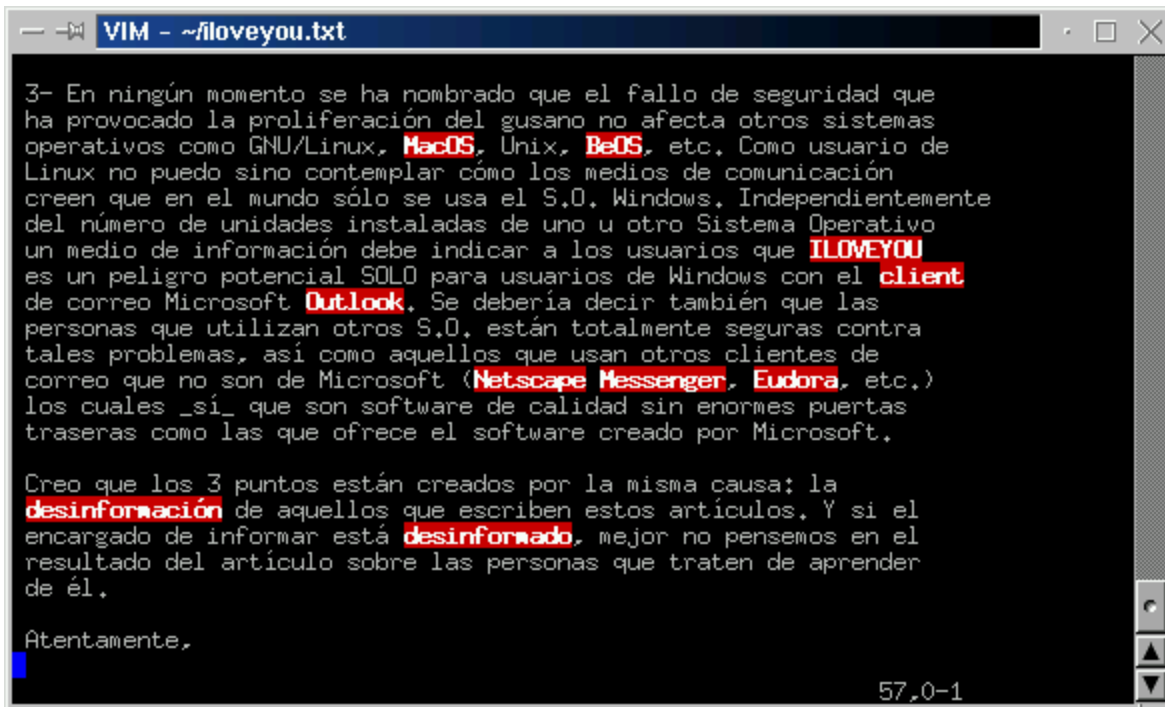 VIM - ~/iloveyou.txt
3- En ningún momento se ha nombrado que el fallo de seguridad que
ha provocado la proliferación del gusano no afecta otros sistemas
operativos como GNU/Linux, MacOS, Unix, BeOS, etc. Como usuario de
Linux no puedo sino contemplar cómo los medios de comunicación
creen que en el mundo sólo se usa el S.O. Windows. Independientemente
del número de unidades instaladas de uno u otro Sistema Operativo
un medio de información debe indicar a los usuarios que ILOVEYOU
es un peligro potencial SOLO para usuarios de Windows con el client
de correo Microsoft Outlook. Se debería decir también que las
personas que utilizan otros S.O. están totalmente seguras contra
tales problemas, así como aquellos que usan otros clientes de
correo que no son de Microsoft (Netscape Messenger, Eudora, etc.)
los cuales _sí_ que son software de calidad sin enormes puertas
traseras como las que ofrece el software creado por Microsoft.
Creo que los 3 puntos están creados por la misma causa: la
desinformación de aquellos que escriben estos artículos. Y si el
encargado de informar está desinformado, mejor no pensemos en el
resultado del artículo sobre las personas que traten de aprender
de él.
Atentamente,
57,0-1